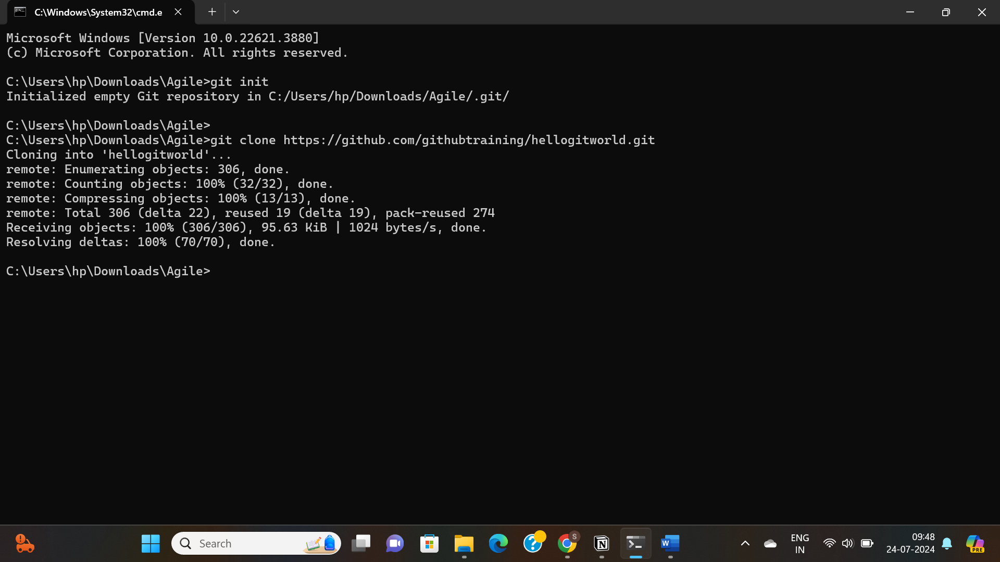 C:\Windows\System32\cmd.e
Microsoft Windows [Version 10.0.22621.3880]
(c) Microsoft Corporation. All rights reserved.
C:\Users\hp\Downloads\Agile>git init
Initialized empty Git repository in C:/Users/hp/Downloads/Agile/.git/
C:\Users\hp\Downloads\Agile>
C:\Users\hp\Downloads\Agile>git clone https://github.com/githubtraining/hellogitworld.git
Cloning into 'hellogitworld'...
remote: Enumerating objects: 306, done.
remote: Counting objects: 100% (32/32), done.
remote: Compressing objects: 100% (13/13), done.
remote: Total 306 (delta 22), reused 19 (delta 19), pack-reused 274
Receiving objects: 100% (306/306), 95.63 KiB | 1024 bytes/s, done.
Resolving deltas: 100% (70/70), done.
C:\Users\hp\Downloads\Agile>
Search
S
W
ENG
IN
09:48
24-07-2024
PRE